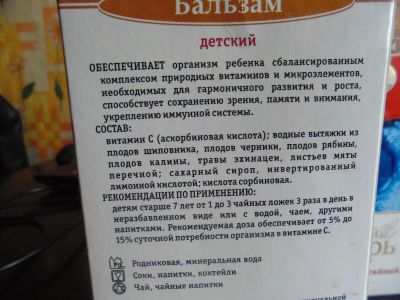 Бальзам
детский
ОБЕСПЕЧИВАЕТ организм ребенка сбалансированным
комплексом природных витаминов и микроэлементов,
необходимых для гармоничного развития и роста,
способствует сохранению зрения, памяти и внимания,
укреплению иммунной системы.
СОСТАВ:
витамин С (аскорбиновая кислота); водные вытяжки из
плодов шиповника, плодов черники, плодов рябины,
плодов калины, травы эхинацеи, листьев мяты
перечной; сахарный сироп, инвертированный
лимонной кислотой; кислота сорбиновая.
РЕКОМЕНДАЦИИ ПО ПРИМЕНЕНИЮ:
детям старше 7 лет от 1 до 3 чайных ложек 3 раза в день в
неразбавленном виде или с водой, чаем, другими
напитками. Рекомендуемая доза обеспечивает от 5% до
15% суточной потребности организма в витамине С.
Родниковая, минеральная вода
Соки, напитки, коктейли
Чай, чайные напитки